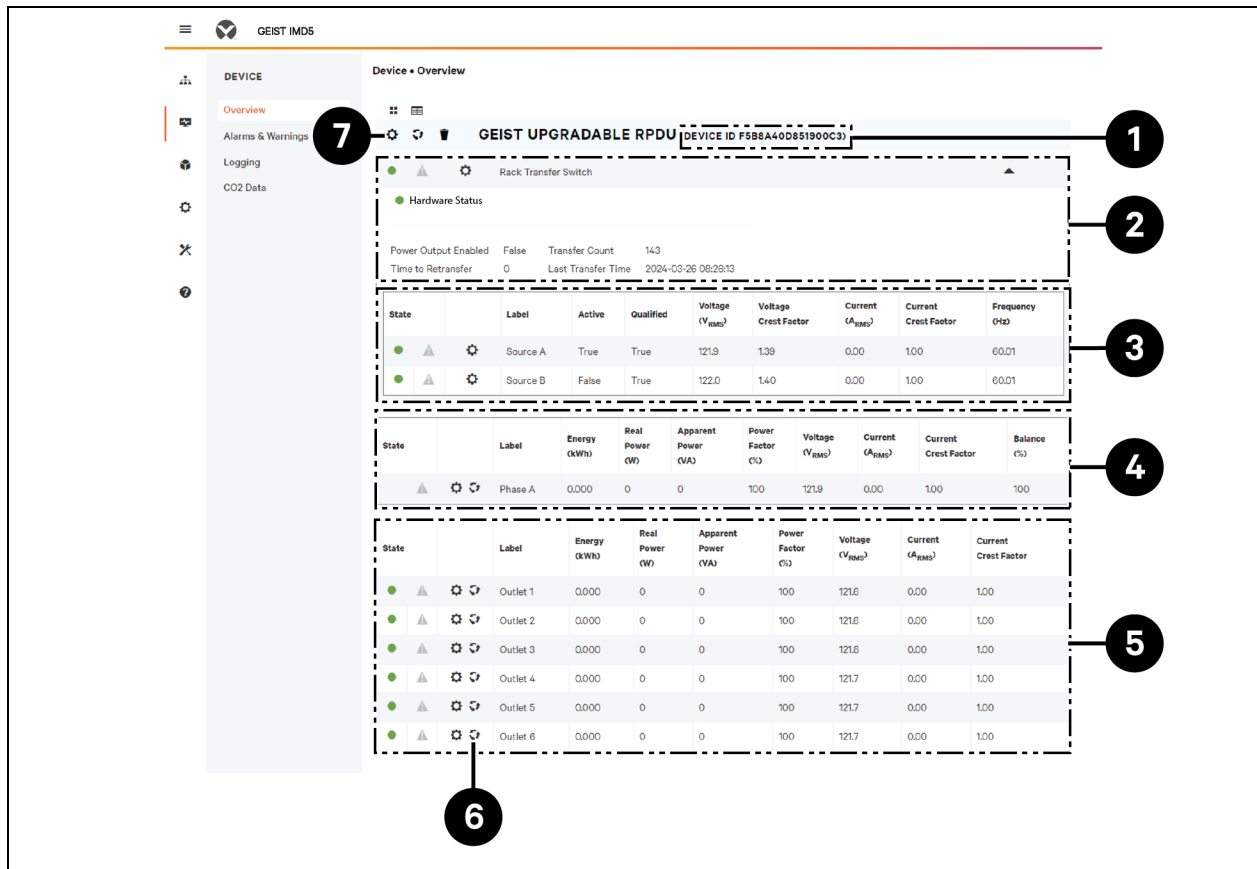 GEIST IMD5
DEVICE
Overview
Alarms & Warnings
Logging
CO2 Data
Device • Overview
7
GEIST UPGRADABLE RPDU (DEVICE ID F5B8A40D851900C3)
1
Rack Transfer Switch
Hardware Status
2
Power Output Enabled False Transfer Count 143
Time to Retransfer 0 Last Transfer Time 2024-03-26 08:26:13
State Label Active Qualified Voltage (VRMS) Voltage Crest Factor Current (ARMS) Current Crest Factor Frequency (Hz)
Source A True True 121.9 1.39 0.00 1.00 60.01
3
Source B False True 122.0 1.40 0.00 1.00 60.01
State Label Energy (kWh) Real Power (W) Apparent Power (VA) Power Factor (%) Voltage (VRMS) Current (ARMS) Current Crest Factor Balance (%)
4
Phase A 0.000 0 0 100 121.9 0.00 1.00 100
State Label Energy (kWh) Real Power (W) Apparent Power (VA) Power Factor (%) Voltage (VRMS) Current (ARMS) Current Crest Factor
Outlet 1 0.000 0 0 100 121.6 0.00 1.00
Outlet 2 0.000 0 0 100 121.6 0.00 1.00
Outlet 3 0.000 0 0 100 121.6 0.00 1.00
5
Outlet 4 0.000 0 0 100 121.7 0.00 1.00
Outlet 5 0.000 0 0 100 121.7 0.00 1.00
Outlet 6 0.000 0 0 100 121.7 0.00 1.00
6